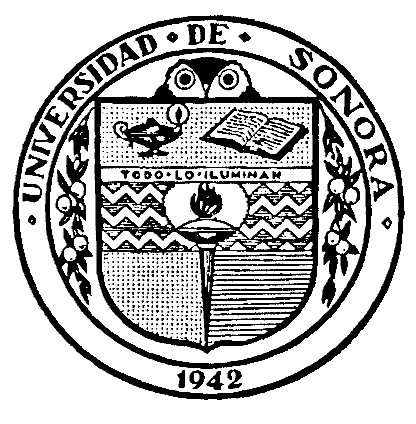 · UNIVERSIDAD · DE · SONORA ·
TODO·LO·ILUMINAN
1942